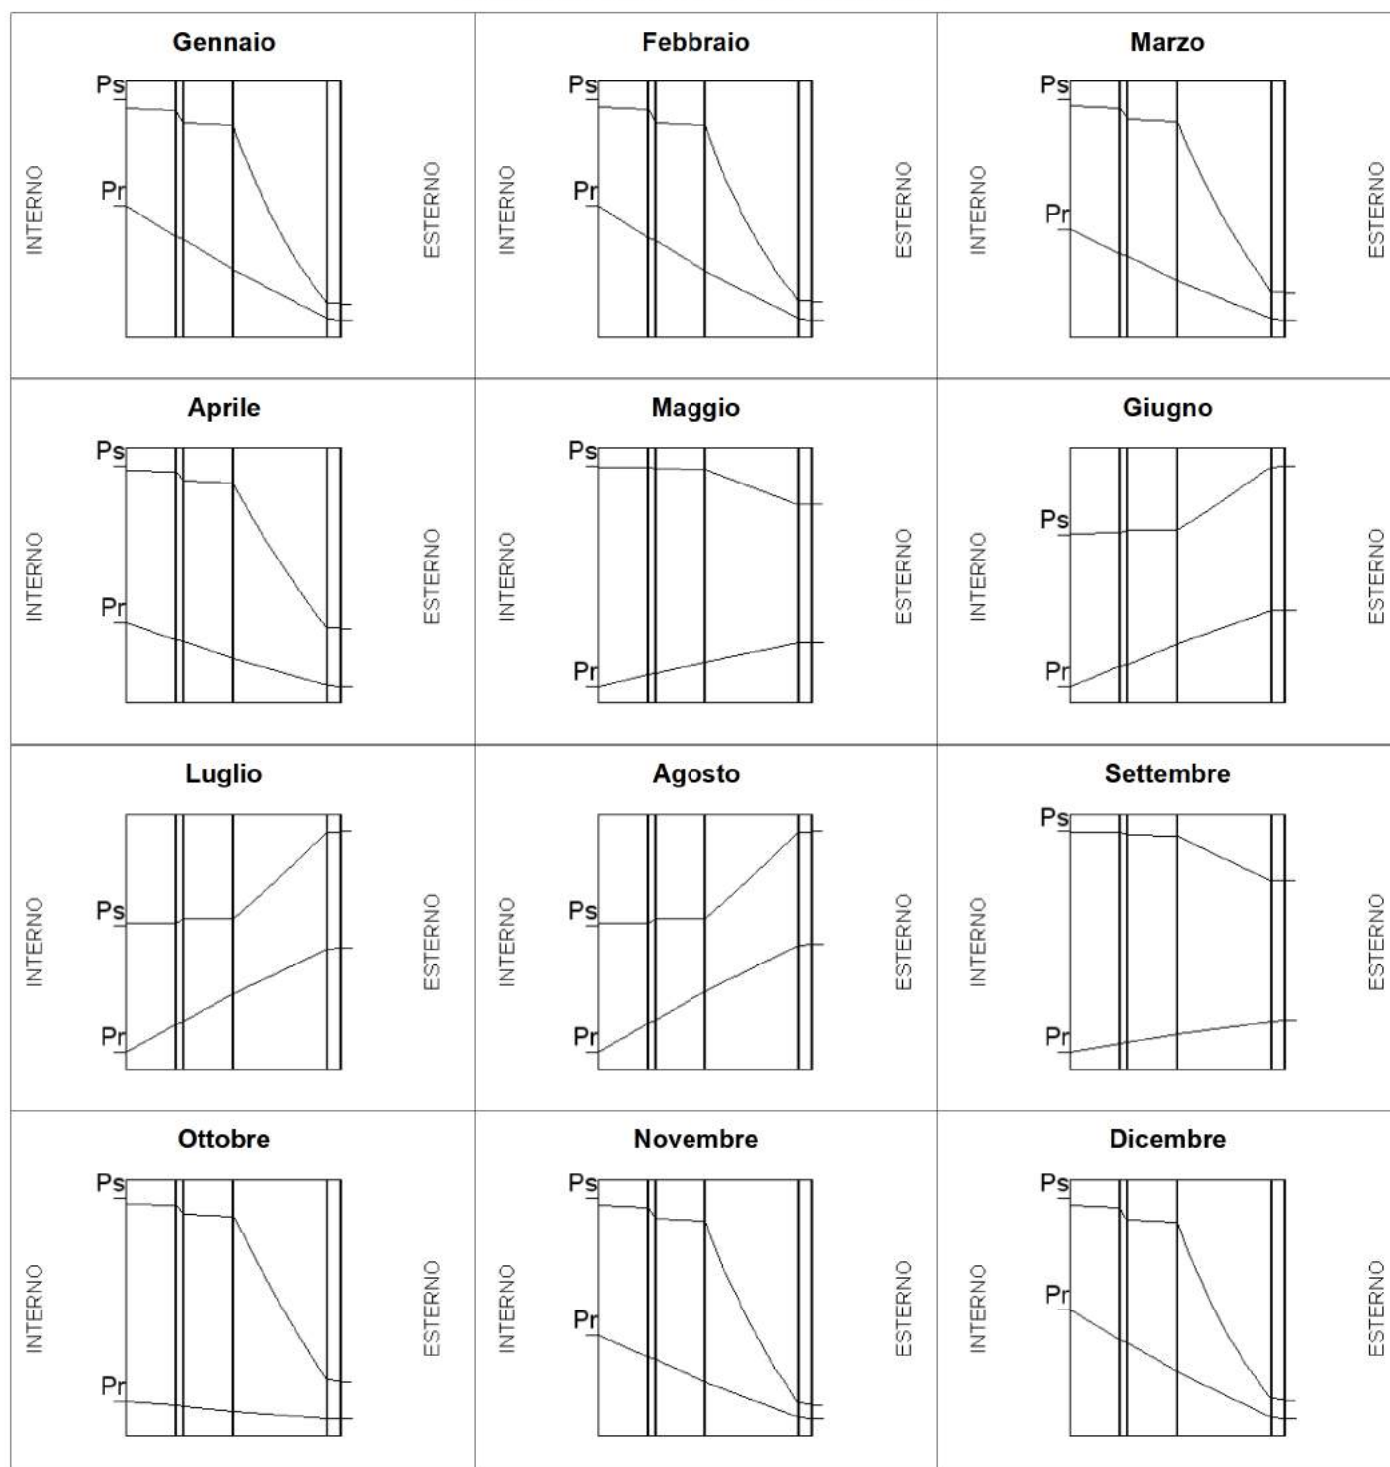 Gennaio
Ps
Pr
INTERNO
ESTERNO
Febbraio
Ps
Pr
INTERNO
ESTERNO
Marzo
Ps
Pr
INTERNO
ESTERNO
Aprile
Ps
Pr
INTERNO
ESTERNO
Maggio
Ps
Pr
INTERNO
ESTERNO
Giugno
Ps
Pr
INTERNO
ESTERNO
Luglio
Ps
Pr
INTERNO
ESTERNO
Agosto
Ps
Pr
INTERNO
ESTERNO
Settembre
Ps
Pr
INTERNO
ESTERNO
Ottobre
Ps
Pr
INTERNO
ESTERNO
Novembre
Ps
Pr
INTERNO
ESTERNO
Dicembre
Ps
Pr
INTERNO
ESTERNO